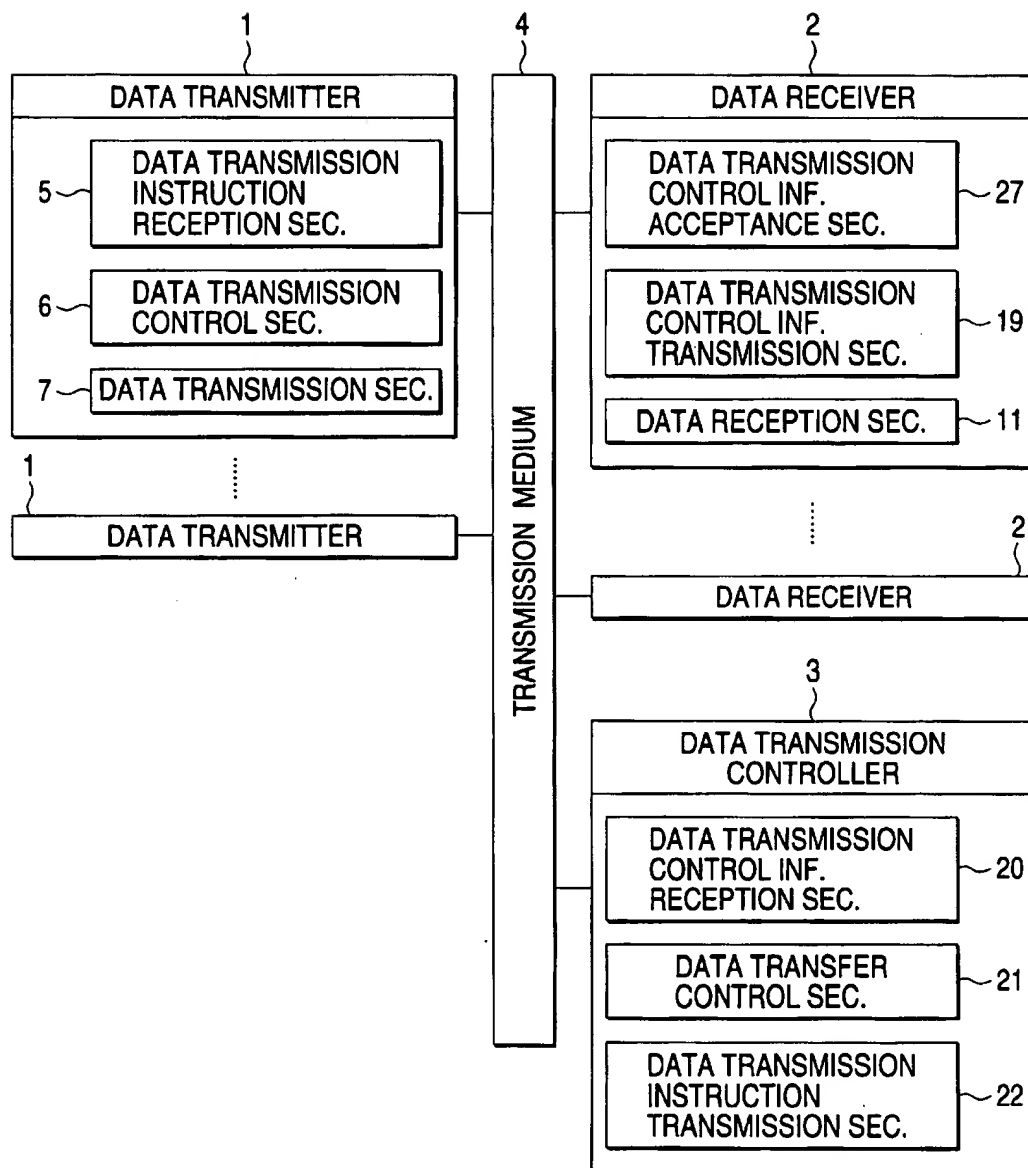 1
DATA TRANSMITTER
5
DATA TRANSMISSION
INSTRUCTION
RECEPTION SEC.
6
DATA TRANSMISSION
CONTROL SEC.
7
DATA TRANSMISSION SEC.
1
DATA TRANSMITTER
4
TRANSMISSION MEDIUM
2
DATA RECEIVER
DATA TRANSMISSION
CONTROL INF.
ACCEPTANCE SEC.
27
DATA TRANSMISSION
CONTROL INF.
TRANSMISSION SEC.
19
DATA RECEPTION SEC.
11
2
DATA RECEIVER
3
DATA TRANSMISSION
CONTROLLER
DATA TRANSMISSION
CONTROL INF.
RECEPTION SEC.
20
DATA TRANSFER
CONTROL SEC.
21
DATA TRANSMISSION
INSTRUCTION
TRANSMISSION SEC.
22